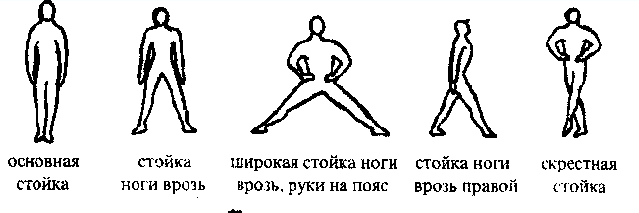 основная стойка
стойка ноги врозь
широкая стойка ноги врозь, руки на пояс
стойка ноги врозь правой
скрестная стойка